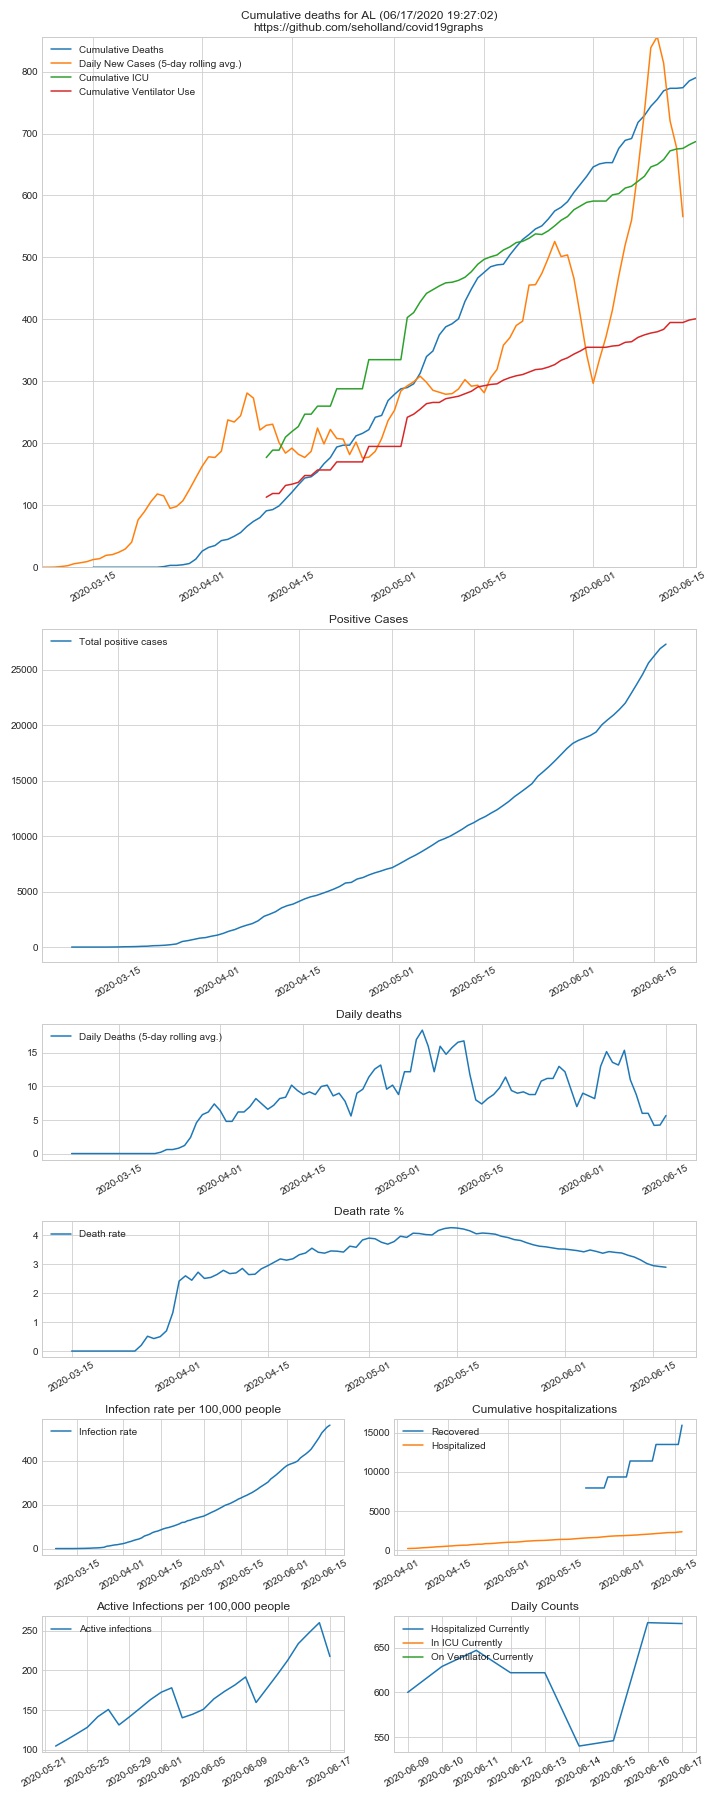 Cumulative deaths for AL (06/17/2020 19:27:02)
https://github.com/seholland/covid19graphs
Cumulative Deaths
Daily New Cases (5-day rolling avg.)
Cumulative ICU
Cumulative Ventilator Use
800
700
600
500
400
300
200
100
0
2020-03-15 2020-04-01 2020-04-15 2020-05-01 2020-05-15 2020-06-01 2020-06-15
Positive Cases
Total positive cases
25000
20000
15000
10000
5000
0
2020-03-15 2020-04-01 2020-04-15 2020-05-01 2020-05-15 2020-06-01 2020-06-15
Daily deaths
Daily Deaths (5-day rolling avg.)
15
10
5
0
2020-03-15 2020-04-01 2020-04-15 2020-05-01 2020-05-15 2020-06-01 2020-06-15
Death rate %
Death rate
4
3
2
1
0
2020-03-15 2020-04-01 2020-04-15 2020-05-01 2020-05-15 2020-06-01 2020-06-15
Infection rate per 100,000 people
Infection rate
400
200
0
2020-03-15 2020-04-01 2020-04-15 2020-05-01 2020-05-15 2020-06-01 2020-06-15
Cumulative hospitalizations
Recovered
Hospitalized
15000
10000
5000
0
2020-04-01 2020-04-15 2020-05-01 2020-05-15 2020-06-01 2020-06-15
Active Infections per 100,000 people
Active infections
250
200
150
100
2020-05-21 2020-05-25 2020-05-29 2020-06-01 2020-06-05 2020-06-09 2020-06-13 2020-06-17
Daily Counts
Hospitalized Currently
In ICU Currently
On Ventilator Currently
650
600
550
2020-06-09 2020-06-10 2020-06-11 2020-06-12 2020-06-13 2020-06-14 2020-06-15 2020-06-16 2020-06-17